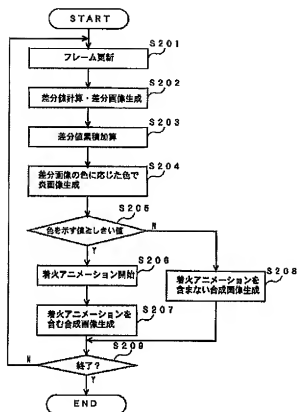 START
S201
フレーム更新
S202
差分値計算・差分画像生成
S203
差分値累積加算
S204
差分画像の色に応じた色で
炎画像生成
S205
色を示す値としきい値
N
Y
S206
着火アニメーション開始
S208
着火アニメーションを
含まない合成画像生成
S207
着火アニメーションを
含む合成画像生成
S209
N
終了?
Y
END